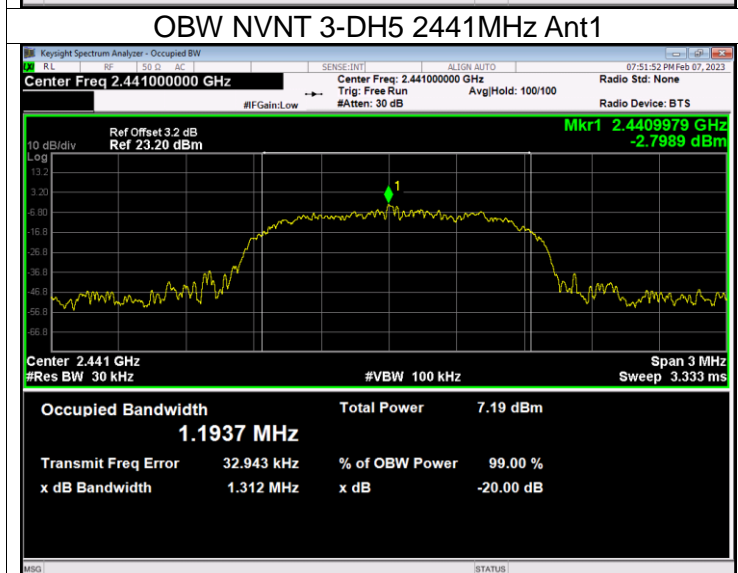 OBW NVNT 3-DH5 2441MHz Ant1
Keysight Spectrum Analyzer - Occupied BW
RL RF 50 Ω AC SENSE:INT ALIGN AUTO 07:51:52 PM Feb 07, 2023
Center Freq 2.441000000 GHz Center Freq: 2.441000000 GHz Radio Std: None
Trig: Free Run Avg|Hold: 100/100
#IFGain:Low #Atten: 30 dB Radio Device: BTS
Mkr1 2.4409979 GHz
-2.7989 dBm
Ref Offset 3.2 dB
10 dB/div Ref 23.20 dBm
Log
13.2
3.20
-6.80
-16.8
-26.8
-36.8
-46.8
-56.8
-66.8
1
Center 2.441 GHz Span 3 MHz
#Res BW 30 kHz #VBW 100 kHz Sweep 3.333 ms
Occupied Bandwidth Total Power 7.19 dBm
1.1937 MHz
Transmit Freq Error 32.943 kHz % of OBW Power 99.00 %
x dB Bandwidth 1.312 MHz x dB -20.00 dB
MSG STATUS